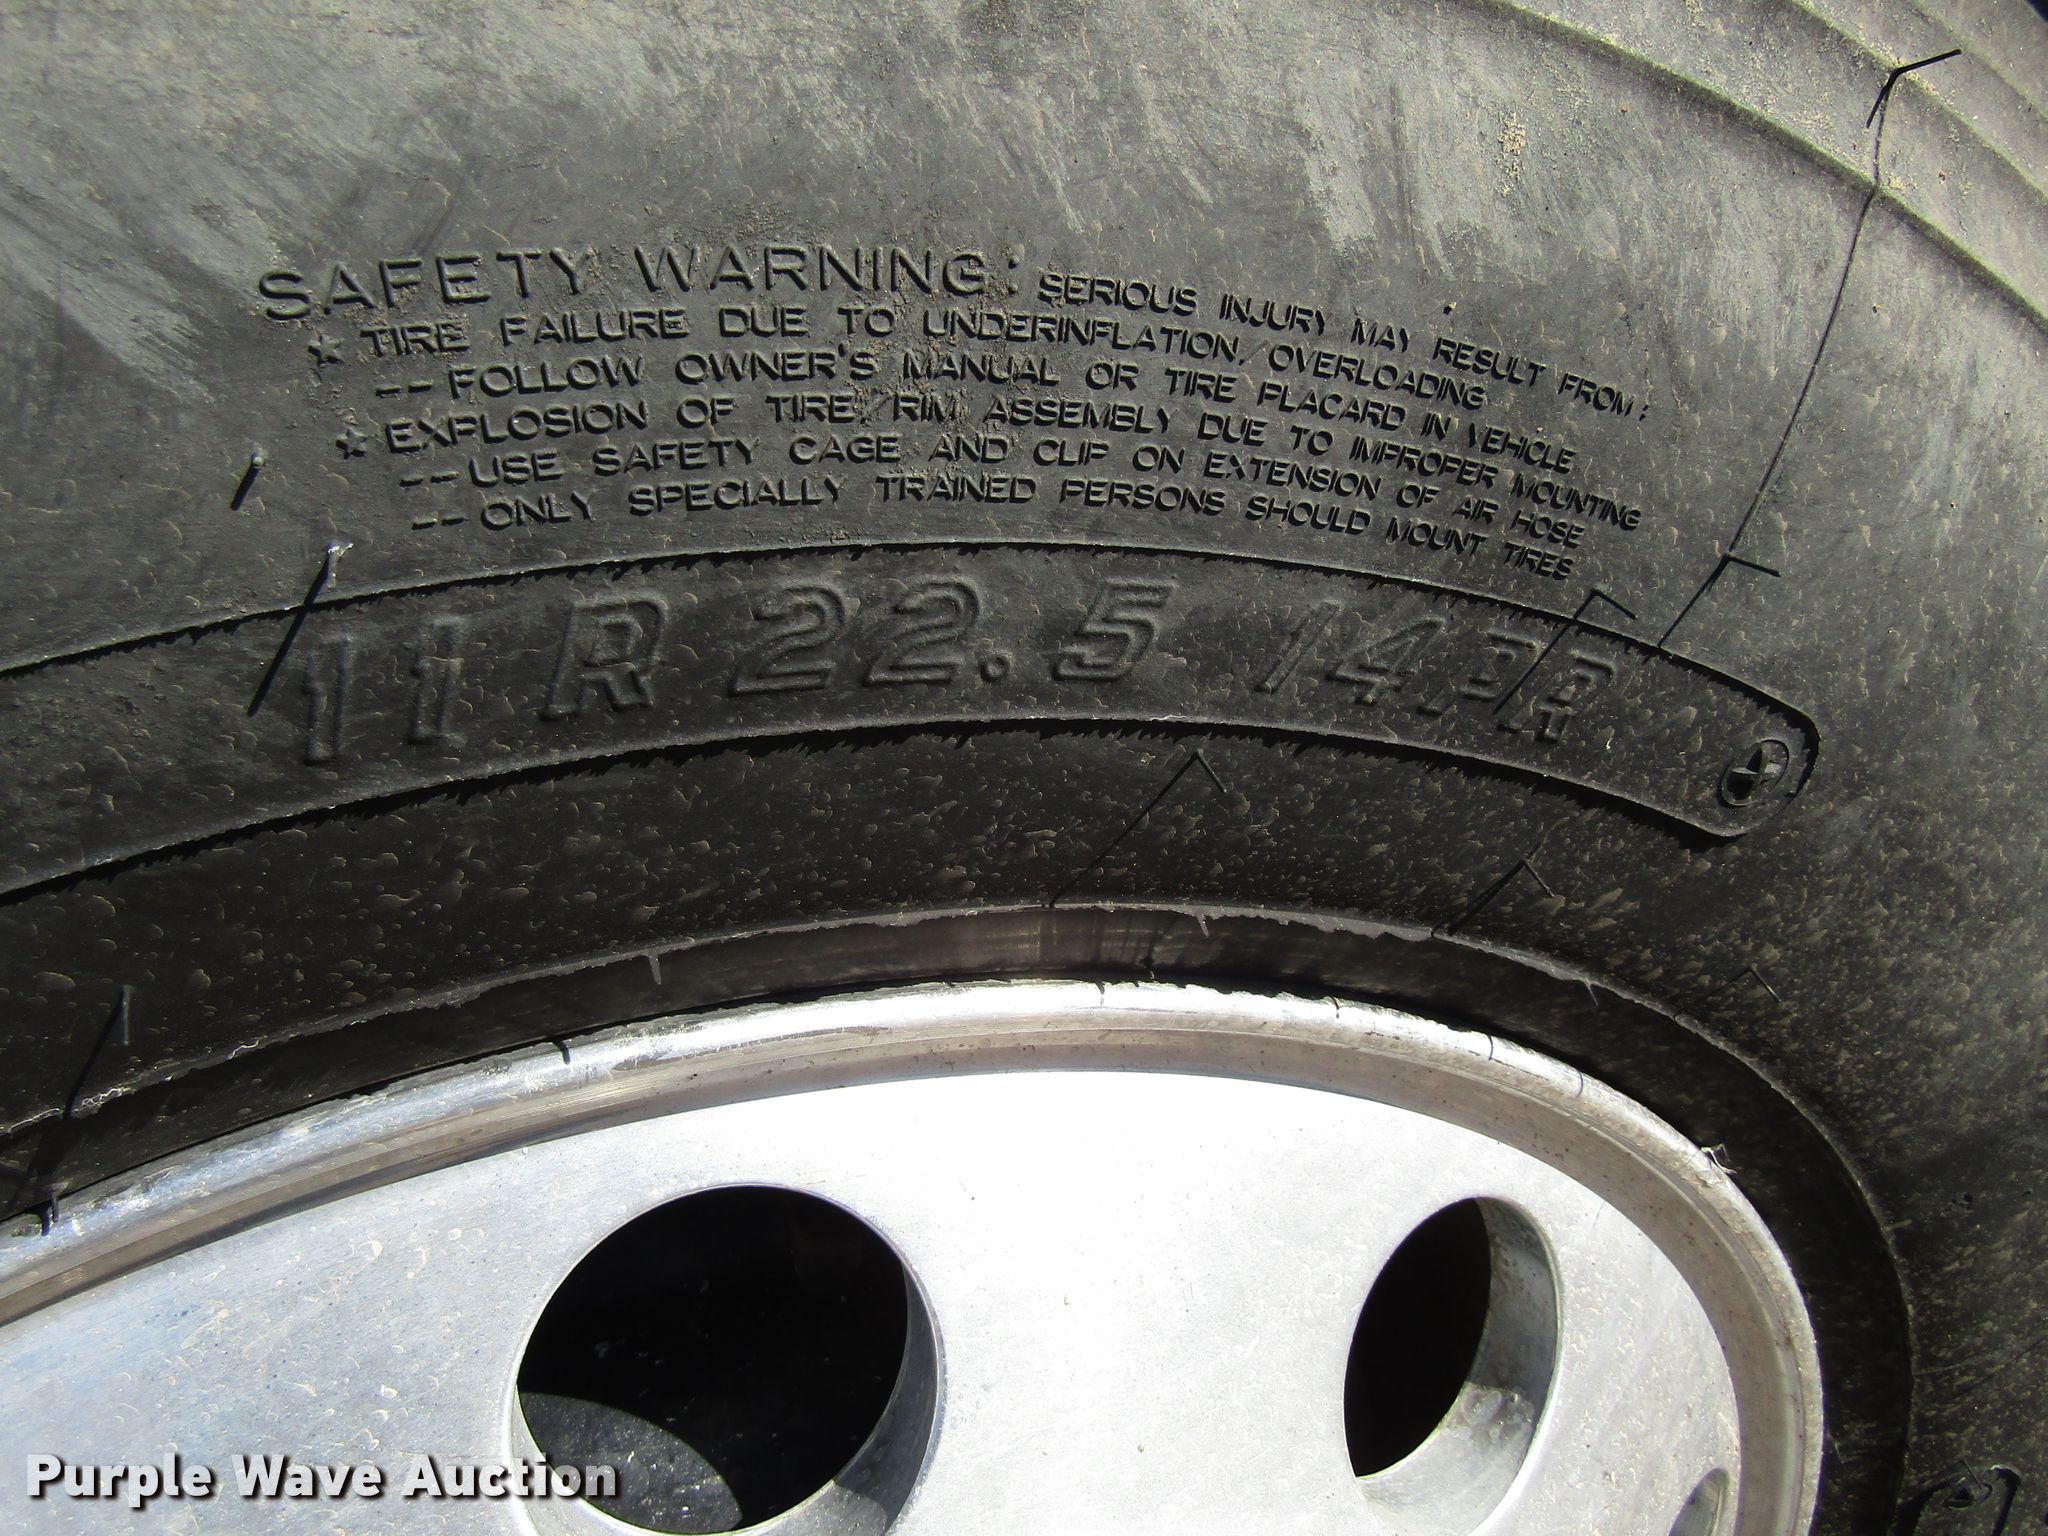 SAFETY WARNING: SERIOUS INJURY MAY RESULT FROM:
★ TIRE FAILURE DUE TO UNDERINFLATION/OVERLOADING
-- FOLLOW OWNER'S MANUAL OR TIRE PLACARD IN VEHICLE
★ EXPLOSION OF TIRE/RIM ASSEMBLY DUE TO IMPROPER MOUNTING
-- USE SAFETY CAGE AND CLIP ON EXTENSION OF AIR HOSE
-- ONLY SPECIALLY TRAINED PERSONS SHOULD MOUNT TIRES
11 R 22.5 14PR
Purple Wave Auction